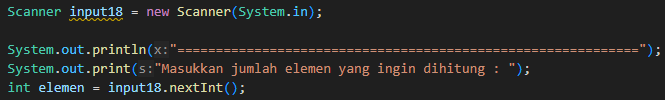 Scanner input18 = new Scanner(System.in);
System.out.println(x:"============================================================");
System.out.print(s:"Masukkan jumlah elemen yang ingin dihitung : ");
int elemen = input18.nextInt();